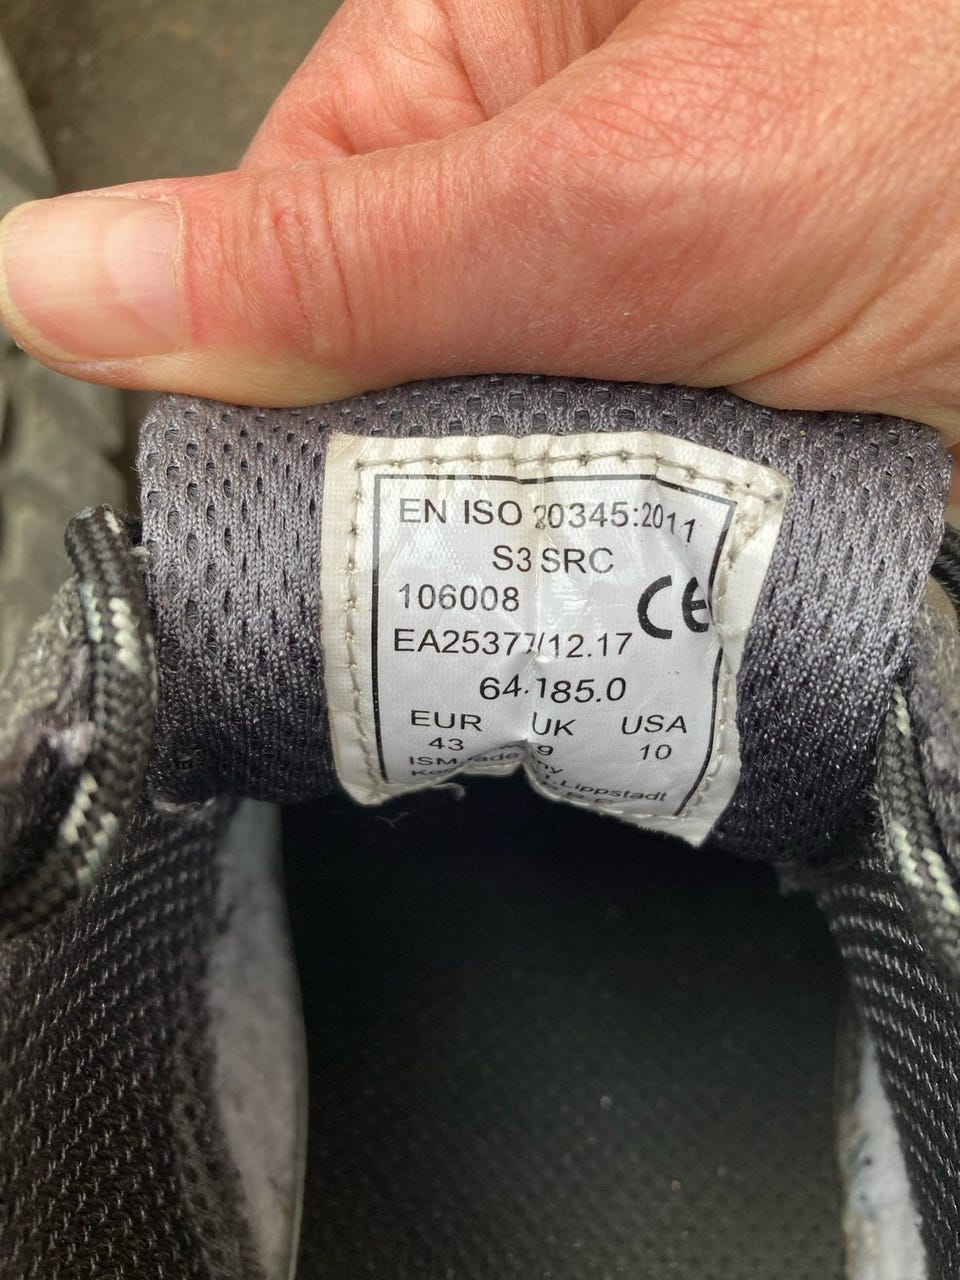 EN ISO 20345:2011
S3 SRC
106008
CE
EA25377/12.17
64.185.0
EUR UK USA
43 9 10
ISM
Lippstadt